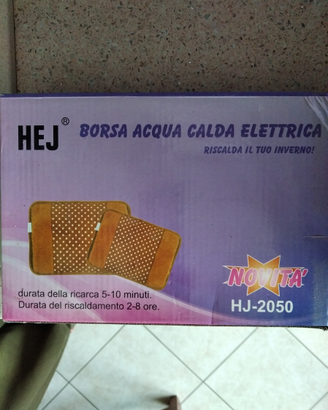 HEJ®
BORSA ACQUA CALDA ELETTRICA
RISCALDA IL TUO INVERNO!
NOVITA'
durata della ricarca 5-10 minuti.
Durata del riscaldamento 2-8 ore.
HJ-2050